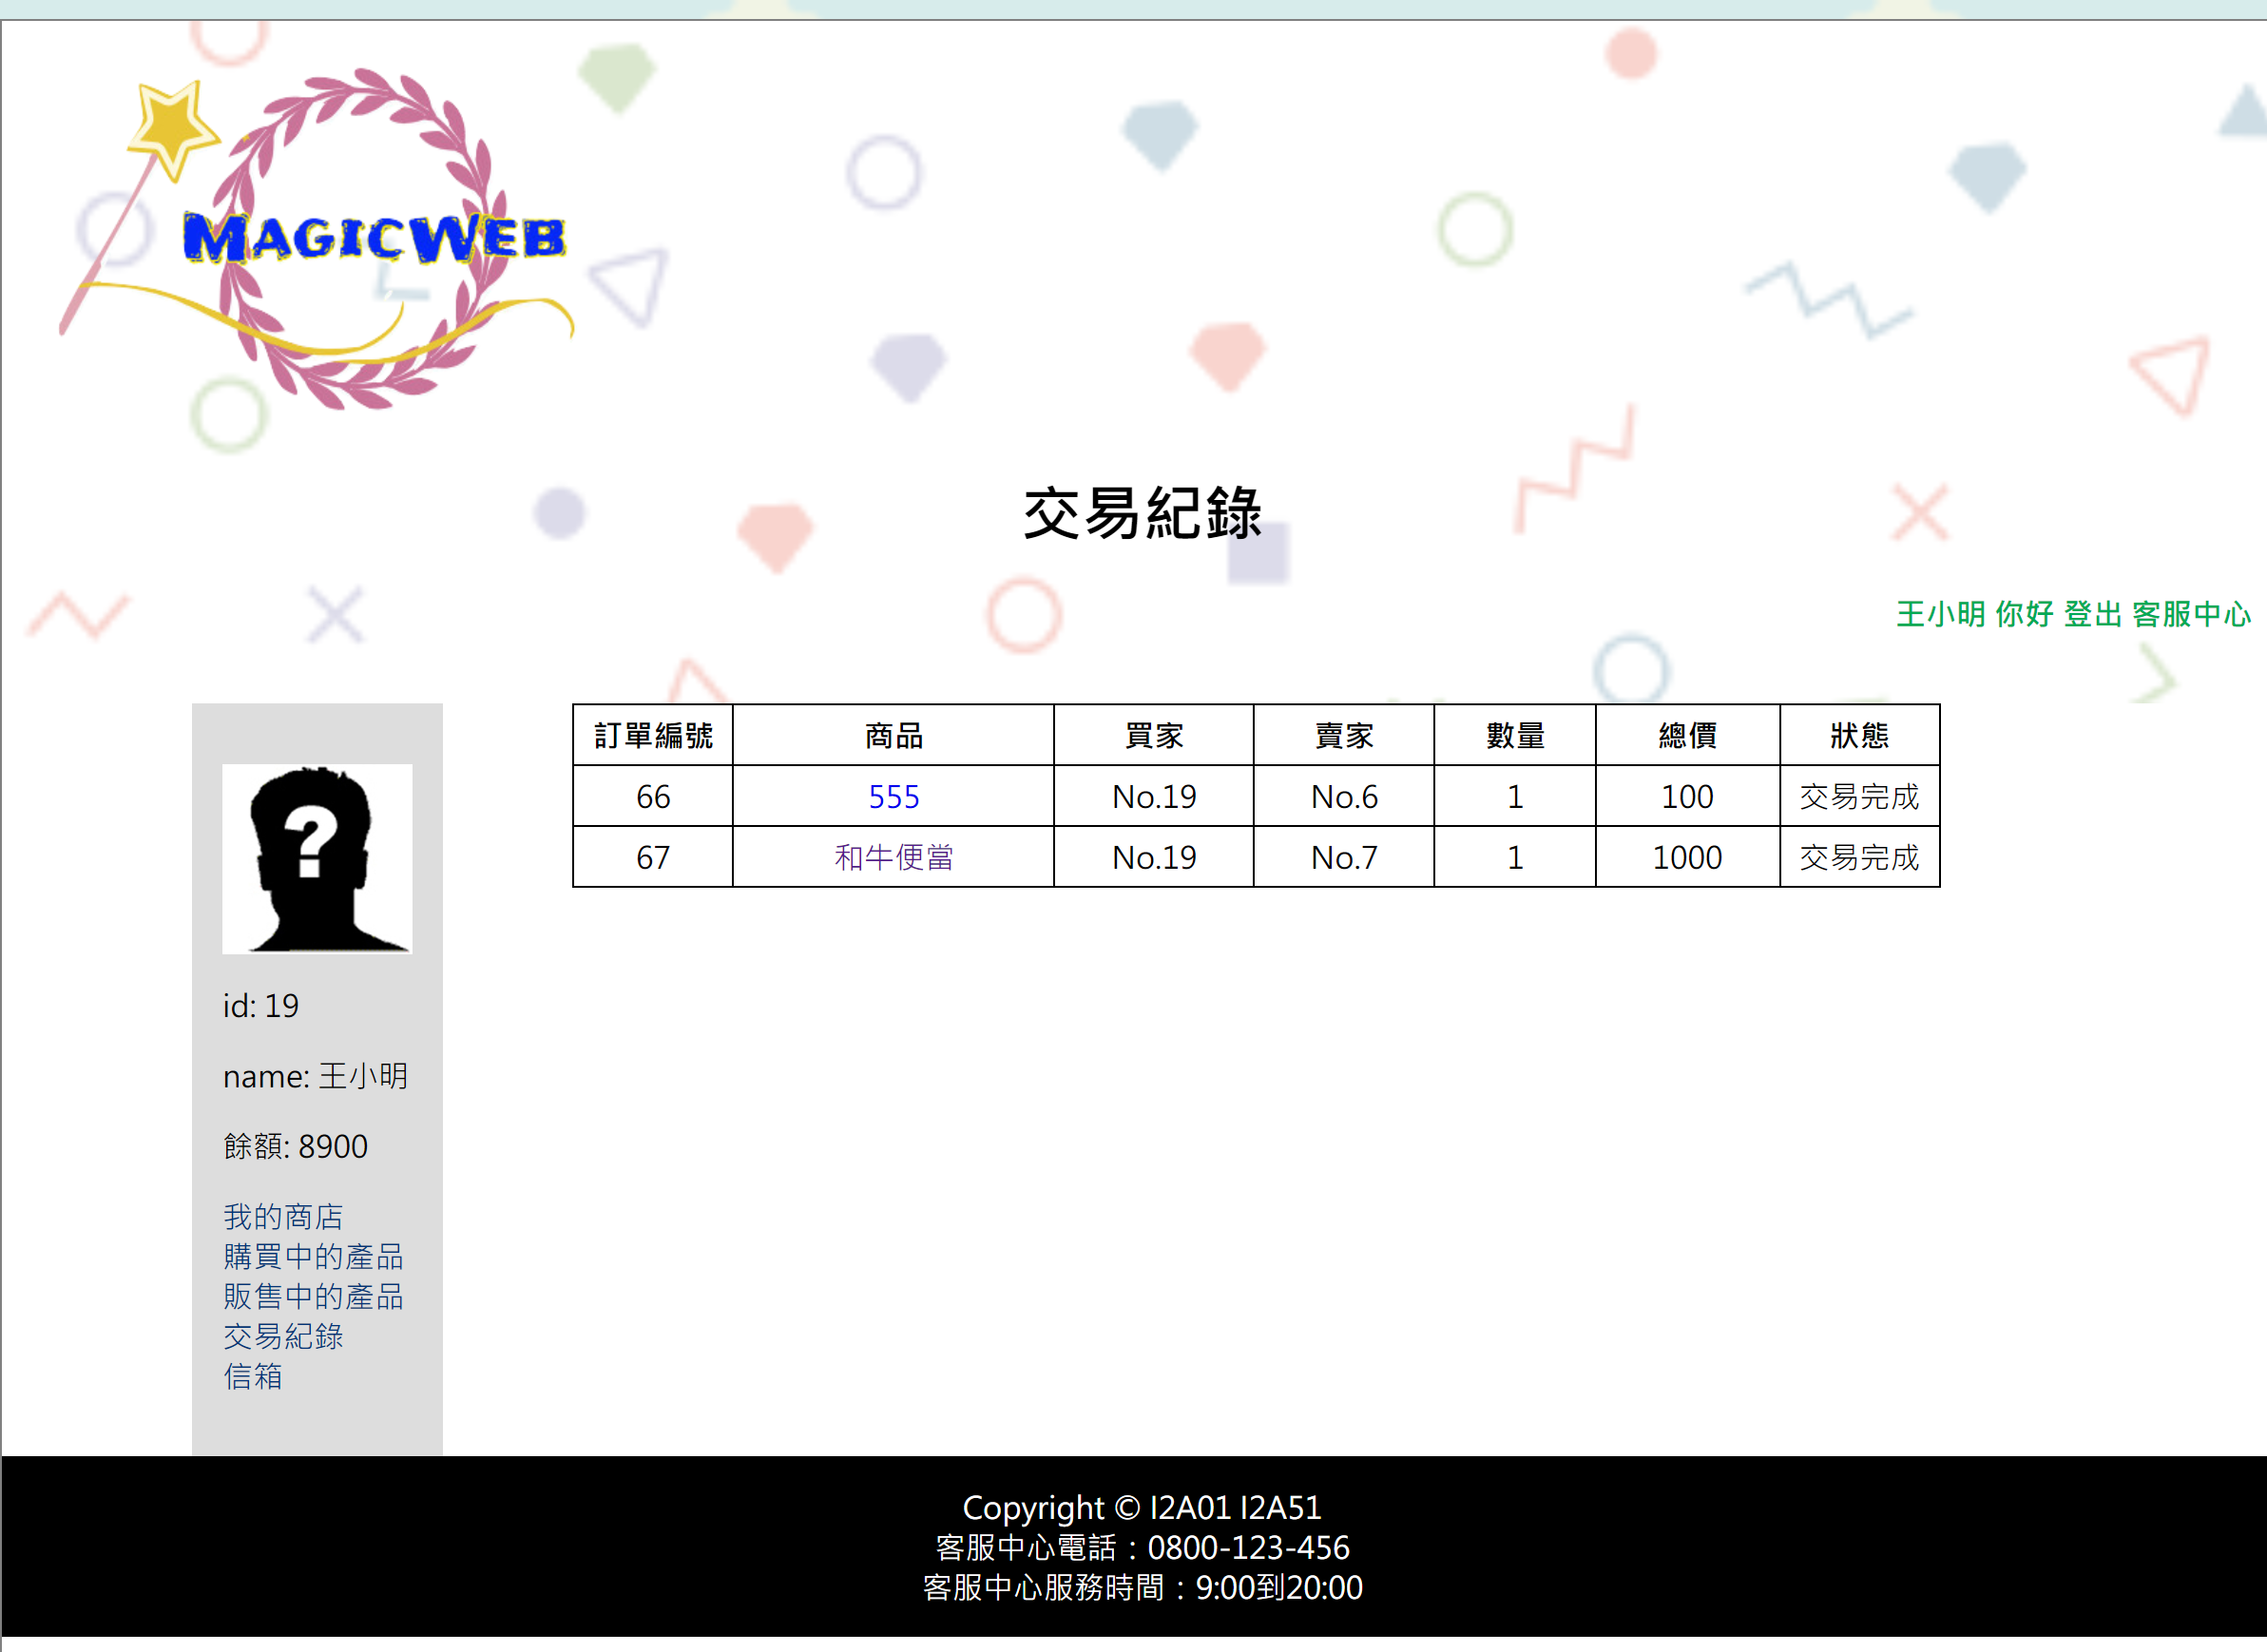 MAGICWEB
交易紀錄
王小明 你好 登出 客服中心
訂單編號 商品 買家 賣家 數量 總價 狀態
66 555 No.19 No.6 1 100 交易完成
67 和牛便當 No.19 No.7 1 1000 交易完成
?
id: 19
name: 王小明
餘額: 8900
我的商店
購買中的產品
販售中的產品
交易紀錄
信箱
Copyright © I2A01 I2A51
客服中心電話：0800-123-456
客服中心服務時間：9:00到20:00